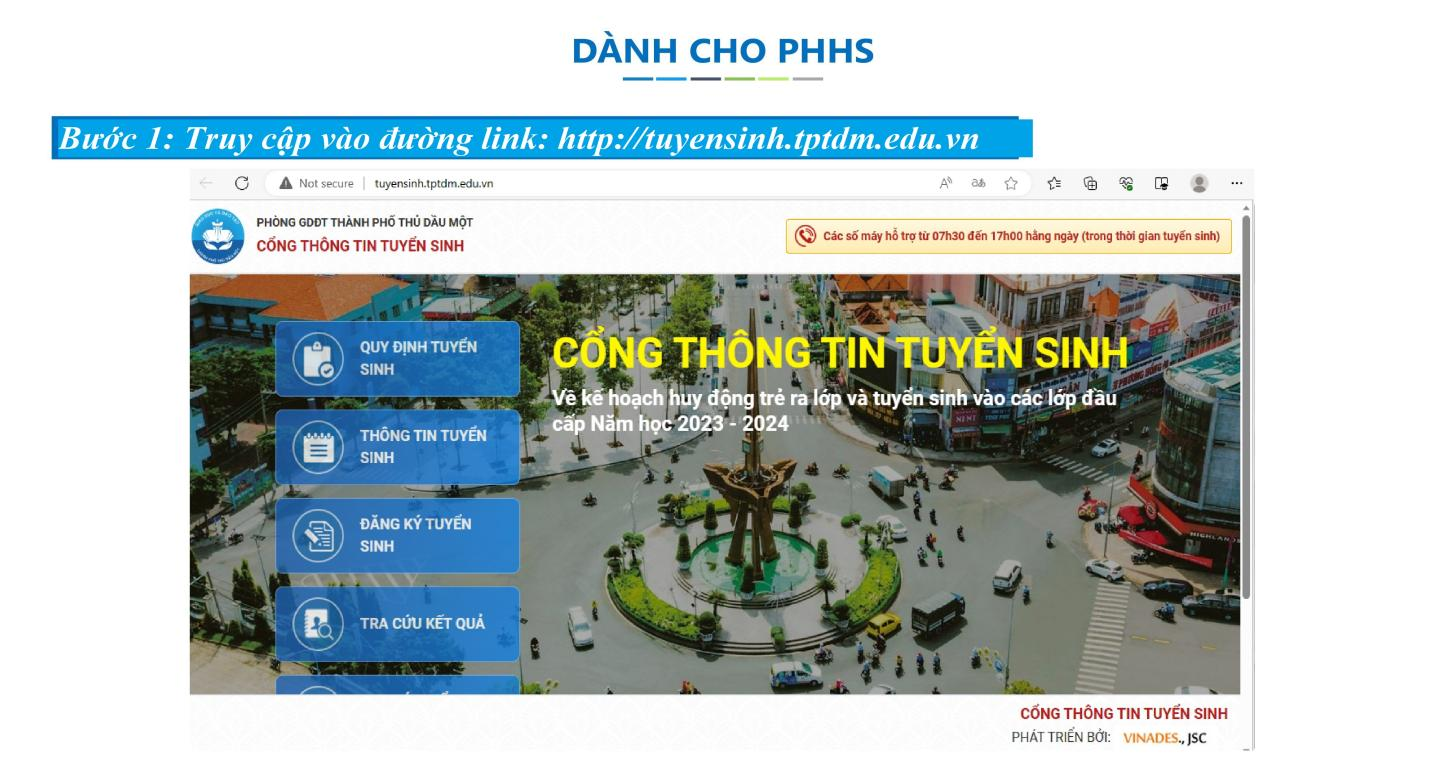 DÀNH CHO PHHS
Bước 1: Truy cập vào đường link: http://tuyensinh.tptdm.edu.vn
Not secure | tuyensinh.tptdm.edu.vn
PHÒNG GDĐT THÀNH PHỐ THỦ DẦU MỘT
CỔNG THÔNG TIN TUYỂN SINH
Các số máy hỗ trợ từ 07h30 đến 17h00 hằng ngày (trong thời gian tuyển sinh)
QUY ĐỊNH TUYỂN
SINH
THÔNG TIN TUYỂN
SINH
ĐĂNG KÝ TUYỂN
SINH
TRA CỨU KẾT QUẢ
CỔNG THÔNG TIN TUYỂN SINH
Về kế hoạch huy động trẻ ra lớp và tuyển sinh vào các lớp đầu
cấp Năm học 2023 - 2024
HIGHLANDS
CỔNG THÔNG TIN TUYỂN SINH
PHÁT TRIỂN BỞI: VINADES., JSC